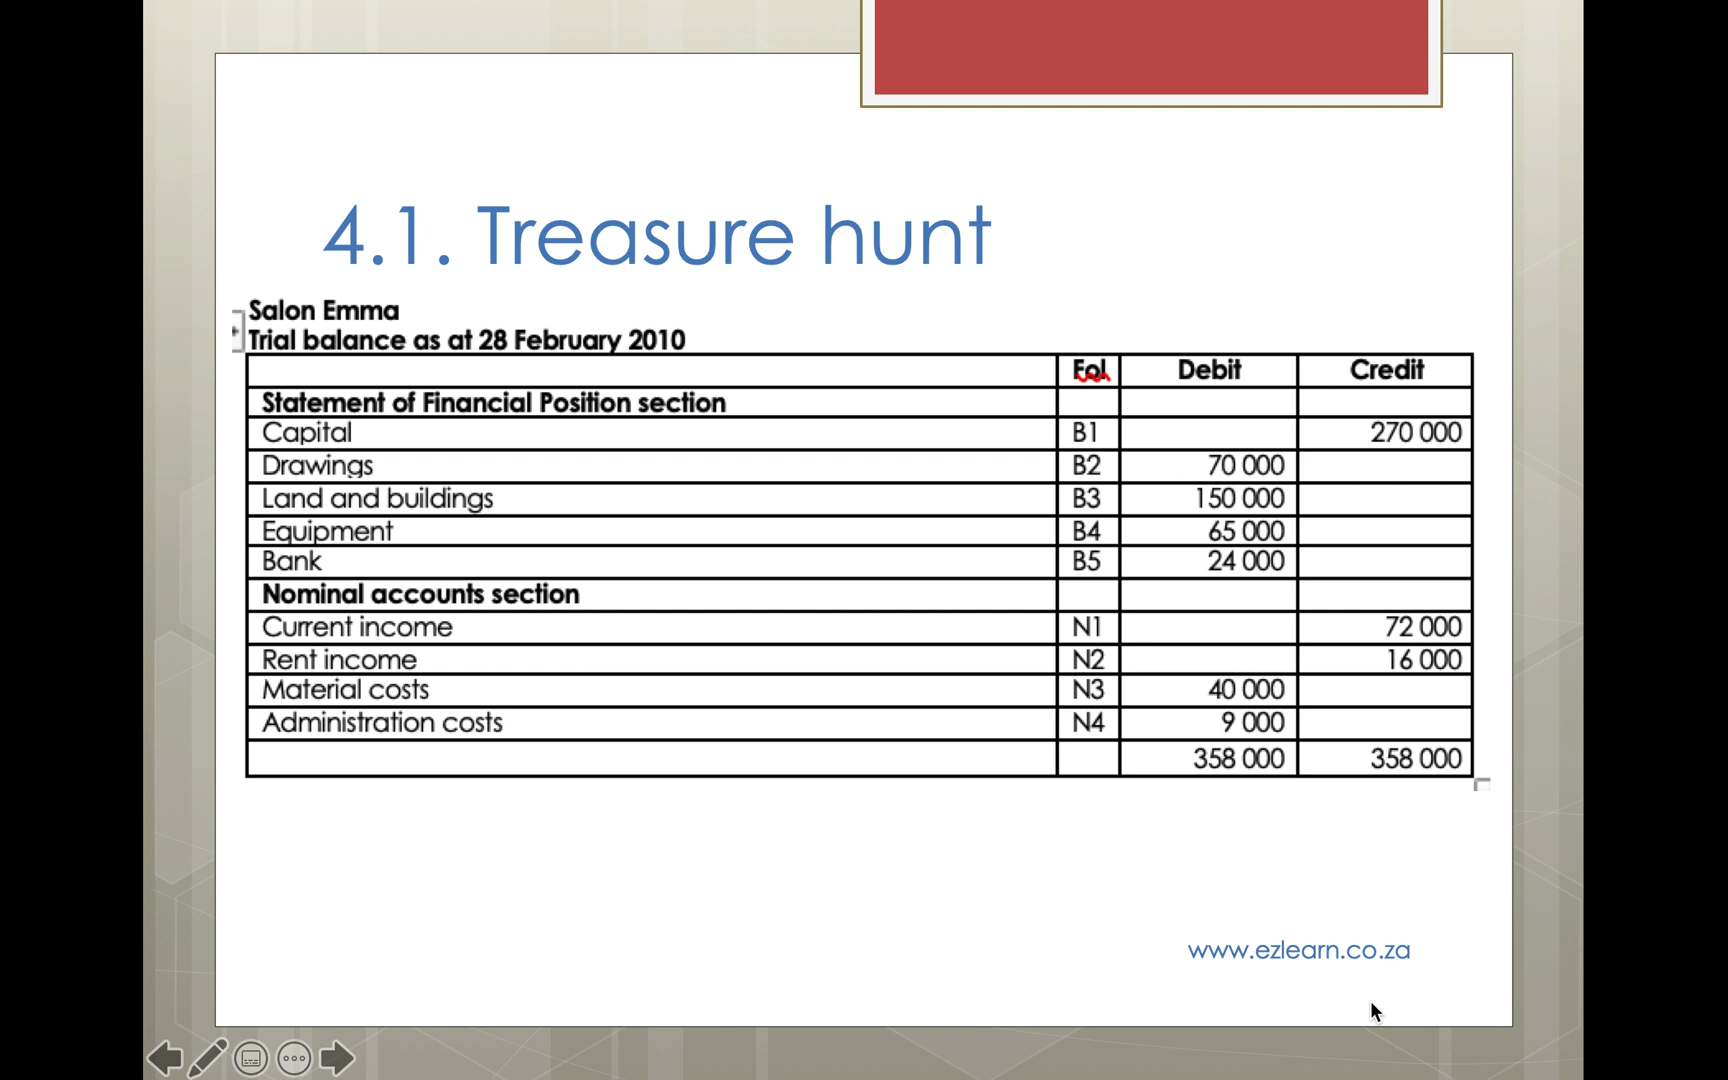 4.1. Treasure hunt
Salon Emma
Trial balance as at 28 February 2010
Fol Debit Credit
Statement of Financial Position section
Capital B1 270 000
Drawings B2 70 000
Land and buildings B3 150 000
Equipment B4 65 000
Bank B5 24 000
Nominal accounts section
Current income N1 72 000
Rent income N2 16 000
Material costs N3 40 000
Administration costs N4 9 000
358 000 358 000
www.ezlearn.co.za